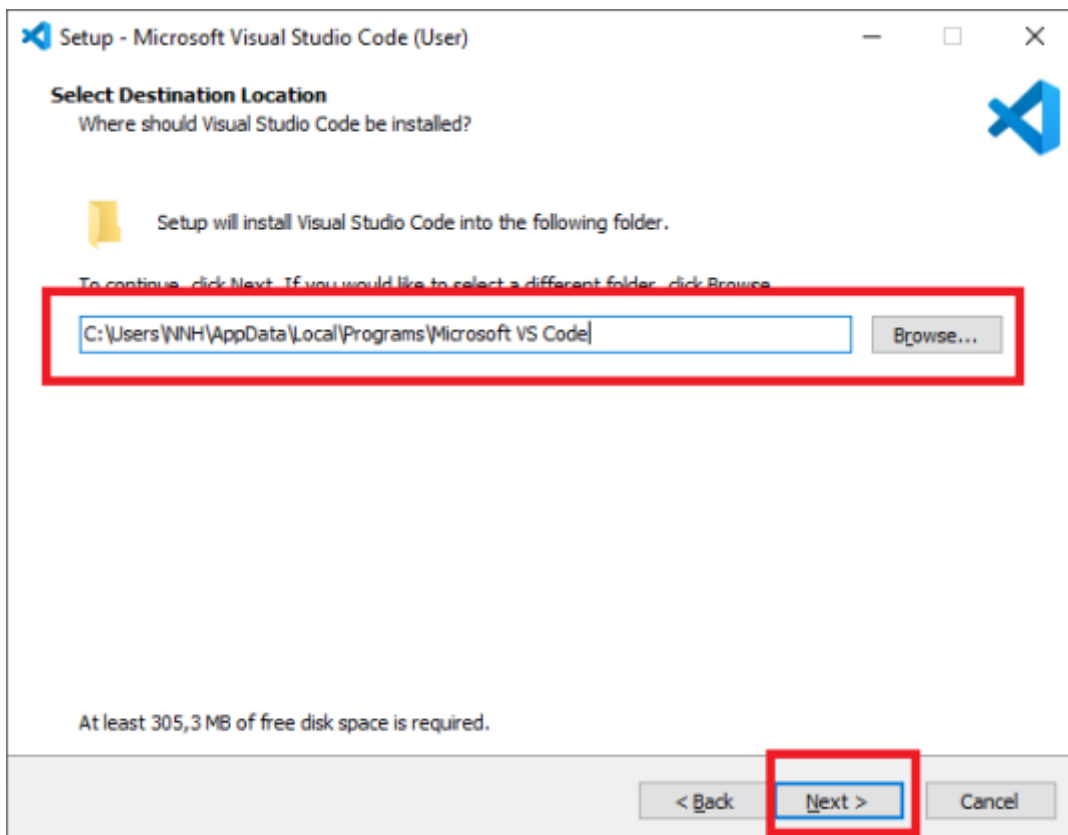 Setup - Microsoft Visual Studio Code (User)
Select Destination Location
Where should Visual Studio Code be installed?
Setup will install Visual Studio Code into the following folder.
To continue, click Next. If you would like to select a different folder, click Browse.
C:\Users\NNH\AppData\Local\Programs\Microsoft VS Code
Browse...
At least 305,3 MB of free disk space is required.
< Back
Next >
Cancel